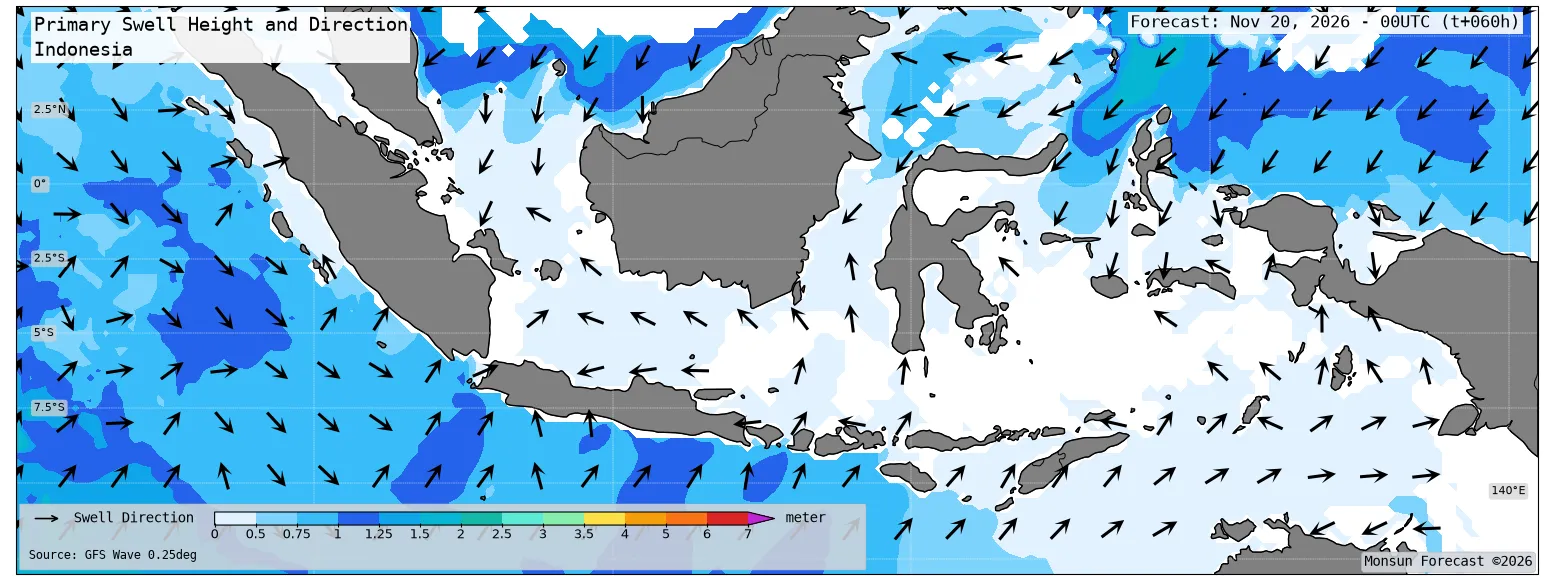 Primary Swell Height and Direction
Indonesia
Forecast: Nov 20, 2026 - 00UTC (t+060h)
2.5°N
0°
2.5°S
5°S
7.5°S
140°E
Swell Direction
0 0.5 0.75 1 1.25 1.5 2 2.5 3 3.5 4 5 6 7
meter
Source: GFS Wave 0.25deg
Monsun Forecast ©2026